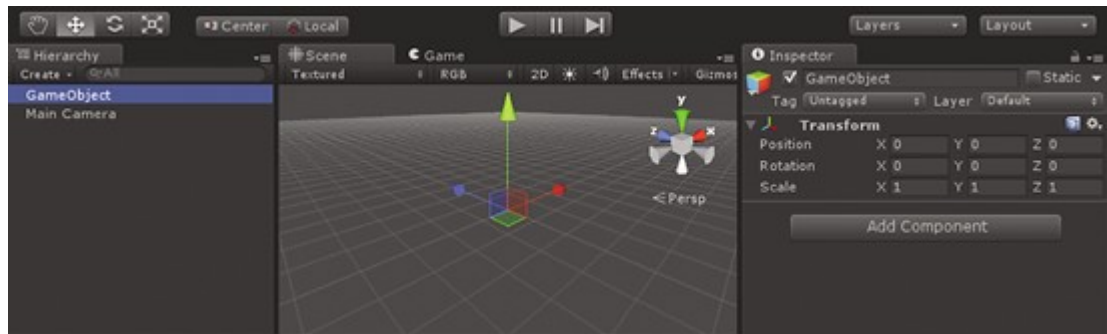 Center Local
Layers Layout
Hierarchy
Create All
GameObject
Main Camera
Scene Game
Textured RGB 2D Effects Gizmos
y
z x
Persp
Inspector
GameObject Static
Tag Untagged Layer Default
Transform
Position X 0 Y 0 Z 0
Rotation X 0 Y 0 Z 0
Scale X 1 Y 1 Z 1
Add Component